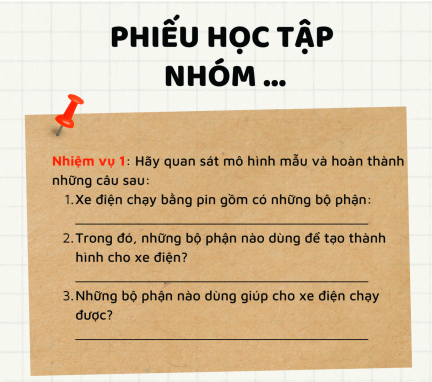 PHIẾU HỌC TẬP
NHÓM ...
Nhiệm vụ 1: Hãy quan sát mô hình mẫu và hoàn thành
những câu sau:
1. Xe điện chạy bằng pin gồm có những bộ phận:
2. Trong đó, những bộ phận nào dùng để tạo thành
hình cho xe điện?
3. Những bộ phận nào dùng giúp cho xe điện chạy
được?